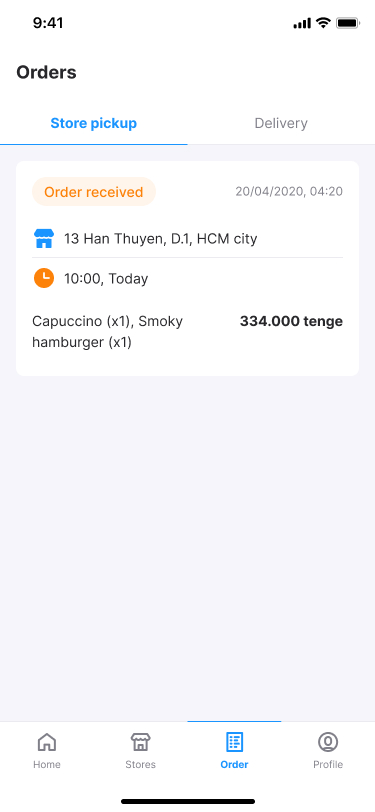 9:41
Orders
Store pickup
Delivery
Order received
20/04/2020, 04:20
13 Han Thuyen, D.1, HCM city
10:00, Today
Capuccino (x1), Smoky
hamburger (x1)
334.000 tenge
Home
Stores
Order
Profile